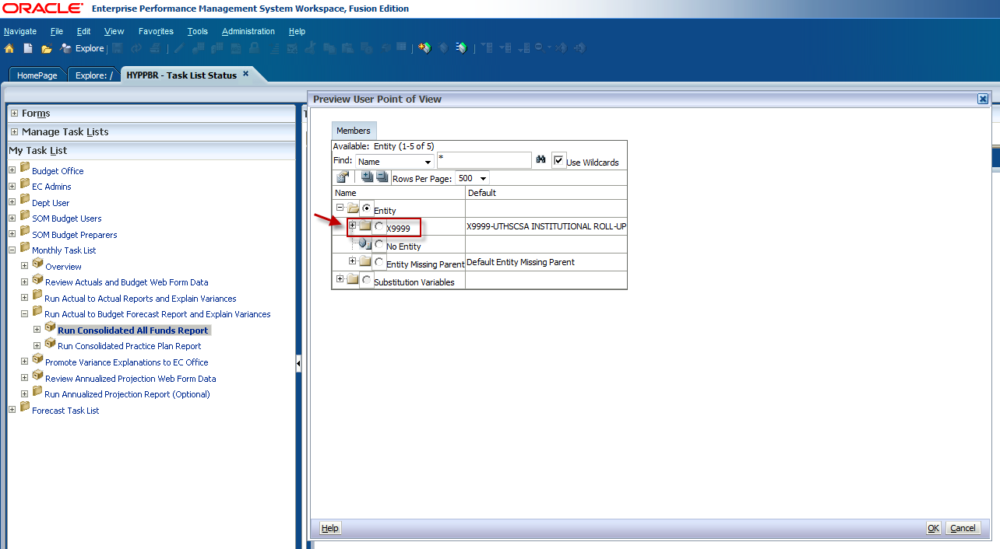 ORACLE® Enterprise Performance Management System Workspace, Fusion Edition
Navigate File Edit View Favorites Tools Administration Help
Explore
HomePage Explore: / HYPPBR - Task List Status
Forms
Manage Task Lists
My Task List
Budget Office
EC Admins
Dept User
SOM Budget Users
SOM Budget Preparers
Monthly Task List
Overview
Review Actuals and Budget Web Form Data
Run Actual to Actual Reports and Explain Variances
Run Actual to Budget Forecast Report and Explain Variances
Run Consolidated All Funds Report
Run Consolidated Practice Plan Report
Promote Variance Explanations to EC Office
Review Annualized Projection Web Form Data
Run Annualized Projection Report (Optional)
Forecast Task List
Preview User Point of View
Members
Available: Entity (1-5 of 5)
Find: Name * Use Wildcards
Rows Per Page: 500
Name Default
Entity
X9999 X9999-UTHSCSA INSTITUTIONAL ROLL-UP
No Entity
Entity Missing Parent Default Entity Missing Parent
Substitution Variables
Help OK Cancel